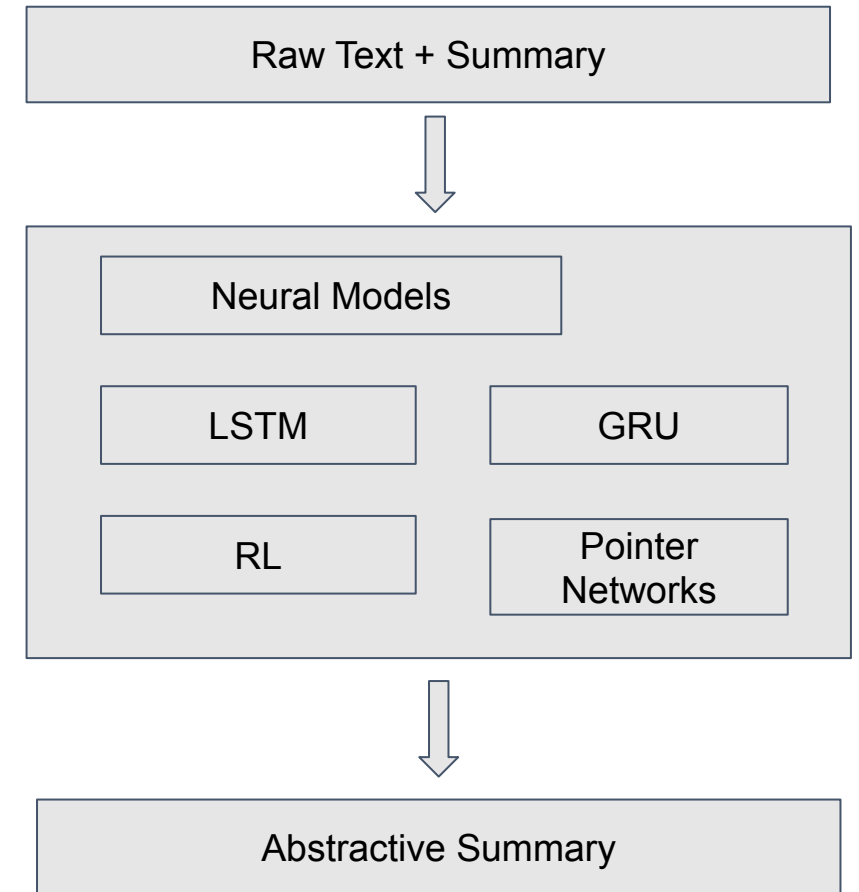 Raw Text + Summary
Neural Models
LSTM
GRU
RL
Pointer
Networks
Abstractive Summary